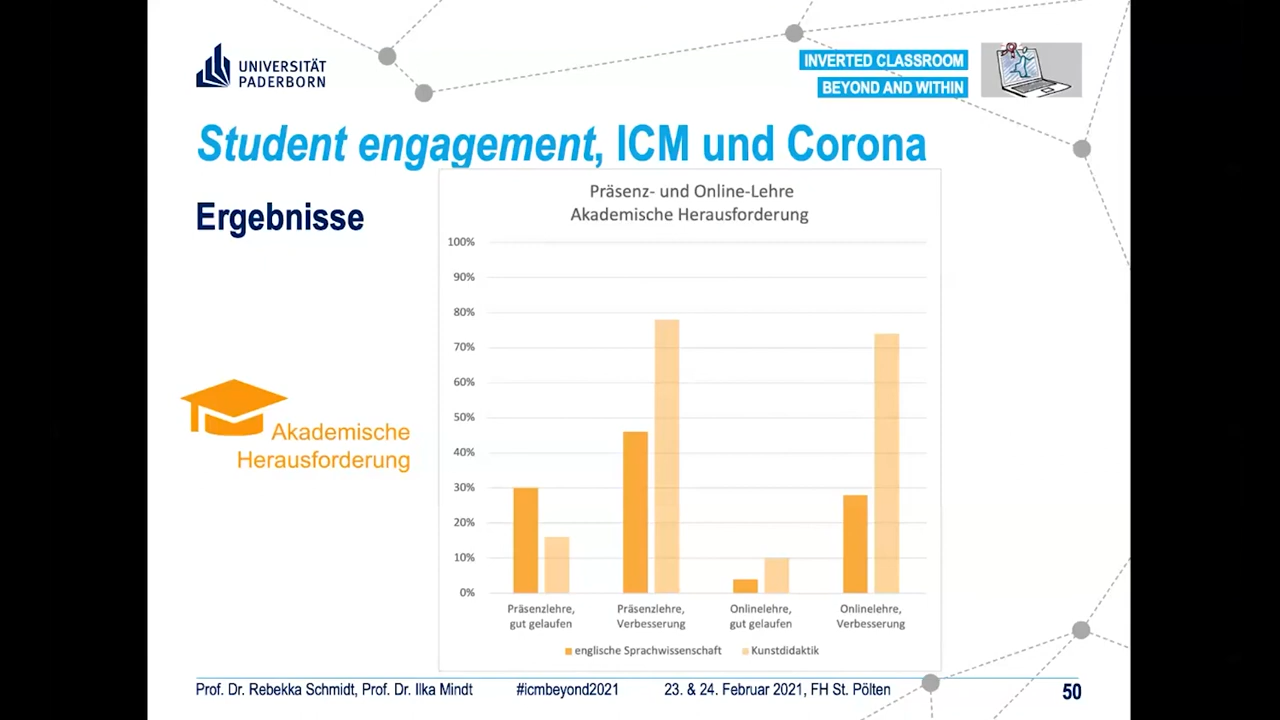 UNIVERSITÄT
PADERBORN
INVERTED CLASSROOM
BEYOND AND WITHIN
Student engagement, ICM und Corona
Ergebnisse
Präsenz- und Online-Lehre
Akademische Herausforderung
100%
90%
80%
70%
60%
50%
40%
30%
20%
10%
0%
Präsenzlehre,
gut gelaufen
Präsenzlehre,
Verbesserung
Onlinelehre,
gut gelaufen
Onlinelehre,
Verbesserung
englische Sprachwissenschaft
Kunstdidaktik
Akademische
Herausforderung
Prof. Dr. Rebekka Schmidt, Prof. Dr. Ilka Mindt
#icmbeyond2021
23. & 24. Februar 2021, FH St. Pölten
50